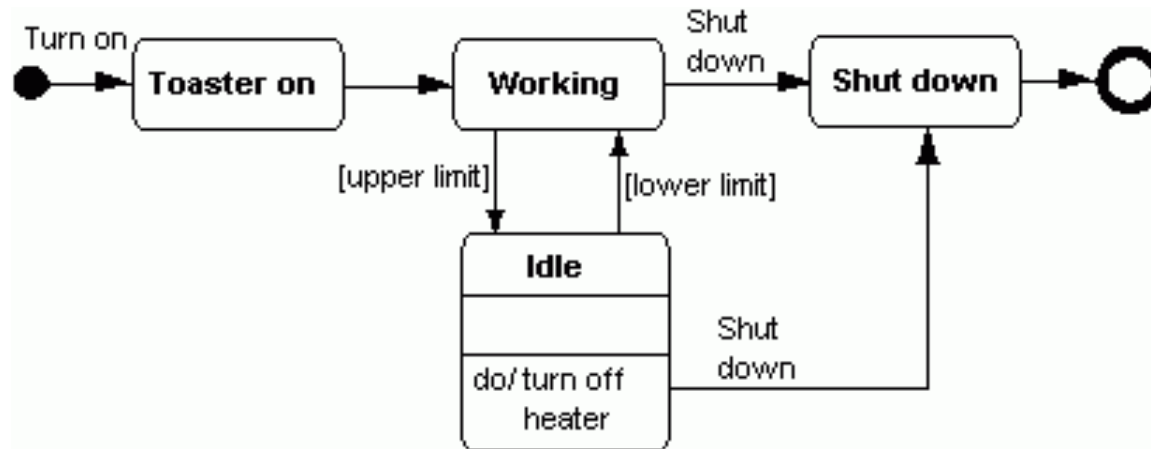 Turn on
Toaster on
Working
Shut
down
Shut down
[upper limit]
[lower limit]
Idle
do/ turn off
heater
Shut
down